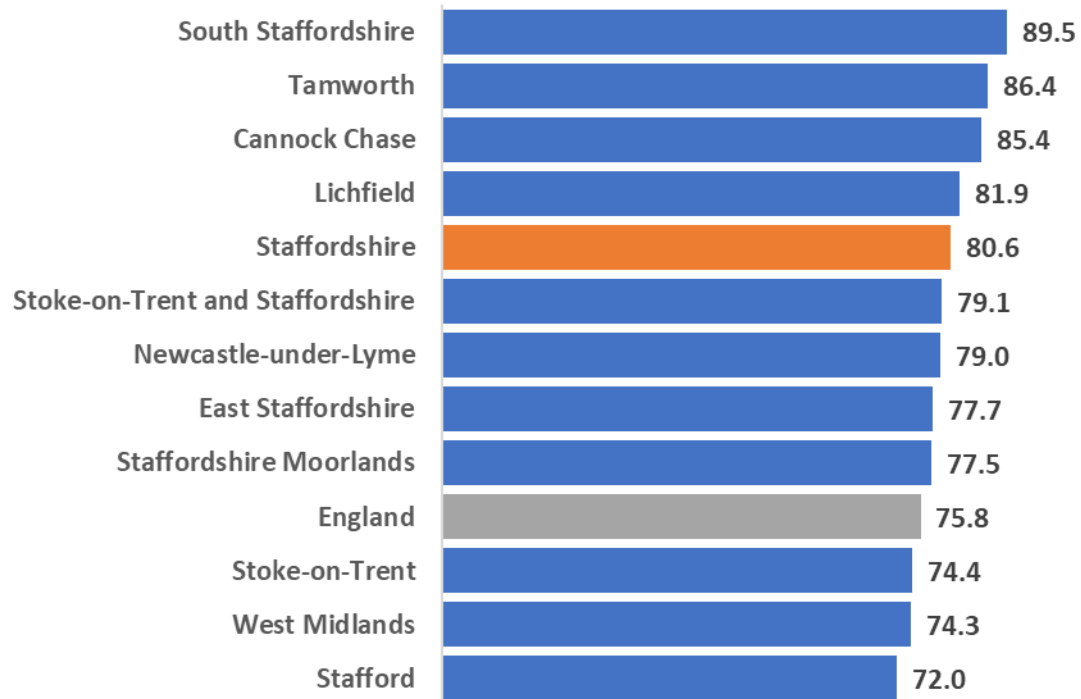 South Staffordshire 89.5
Tamworth 86.4
Cannock Chase 85.4
Lichfield 81.9
Staffordshire 80.6
Stoke-on-Trent and Staffordshire 79.1
Newcastle-under-Lyme 79.0
East Staffordshire 77.7
Staffordshire Moorlands 77.5
England 75.8
Stoke-on-Trent 74.4
West Midlands 74.3
Stafford 72.0